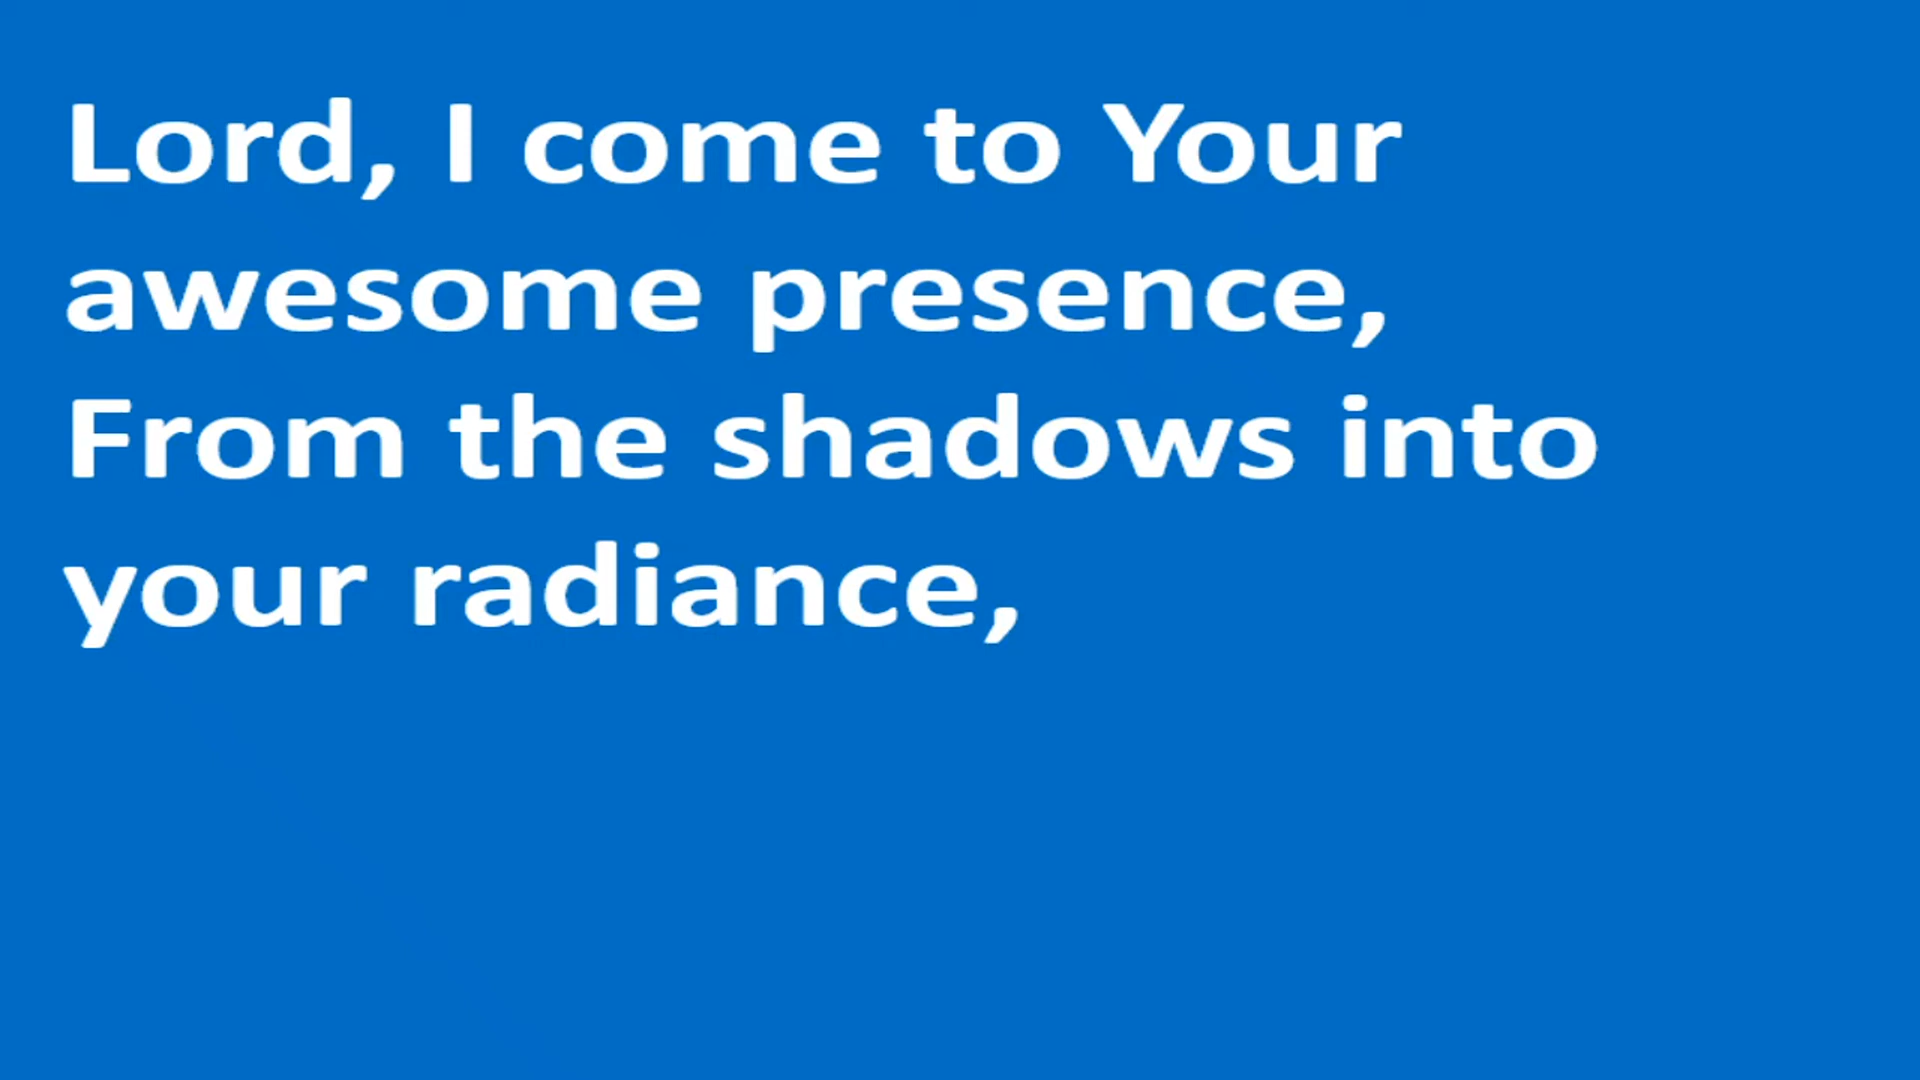 Lord, I come to Your
awesome presence,
From the shadows into
your radiance,